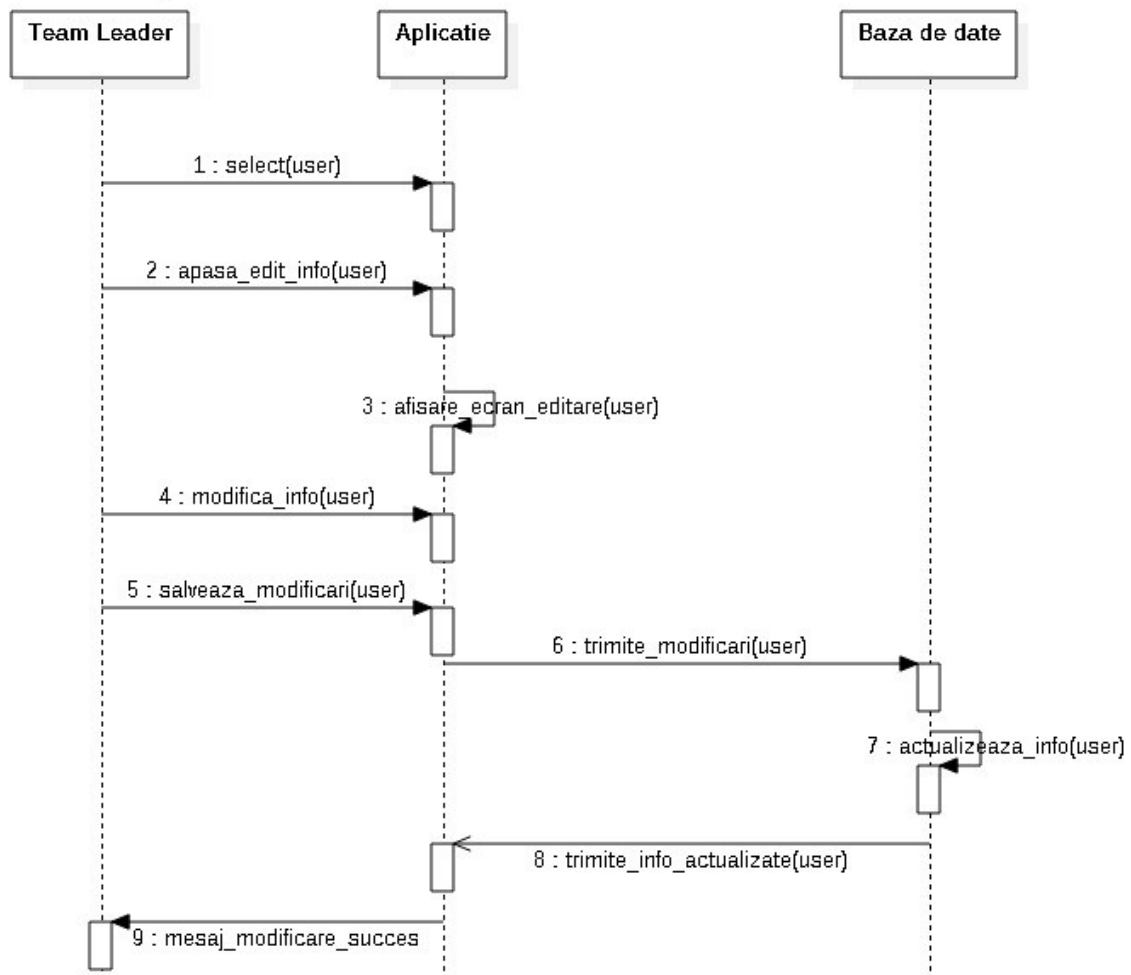 Team Leader
Aplicatie
Baza de date
1 : select(user)
2 : apasa_edit_info(user)
3 : afisare_ecran_editare(user)
4 : modifica_info(user)
5 : salveaza_modificari(user)
6 : trimite_modificari(user)
7 : actualizeaza_info(user)
8 : trimite_info_actualizate(user)
9 : mesaj_modificare_succes